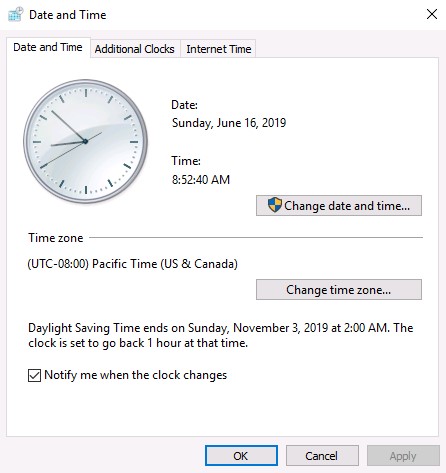 Date and Time
Date and Time Additional Clocks Internet Time
Date:
Sunday, June 16, 2019
Time:
8:52:40 AM
Change date and time...
Time zone
(UTC-08:00) Pacific Time (US & Canada)
Change time zone...
Daylight Saving Time ends on Sunday, November 3, 2019 at 2:00 AM. The
clock is set to go back 1 hour at that time.
Notify me when the clock changes
OK Cancel Apply